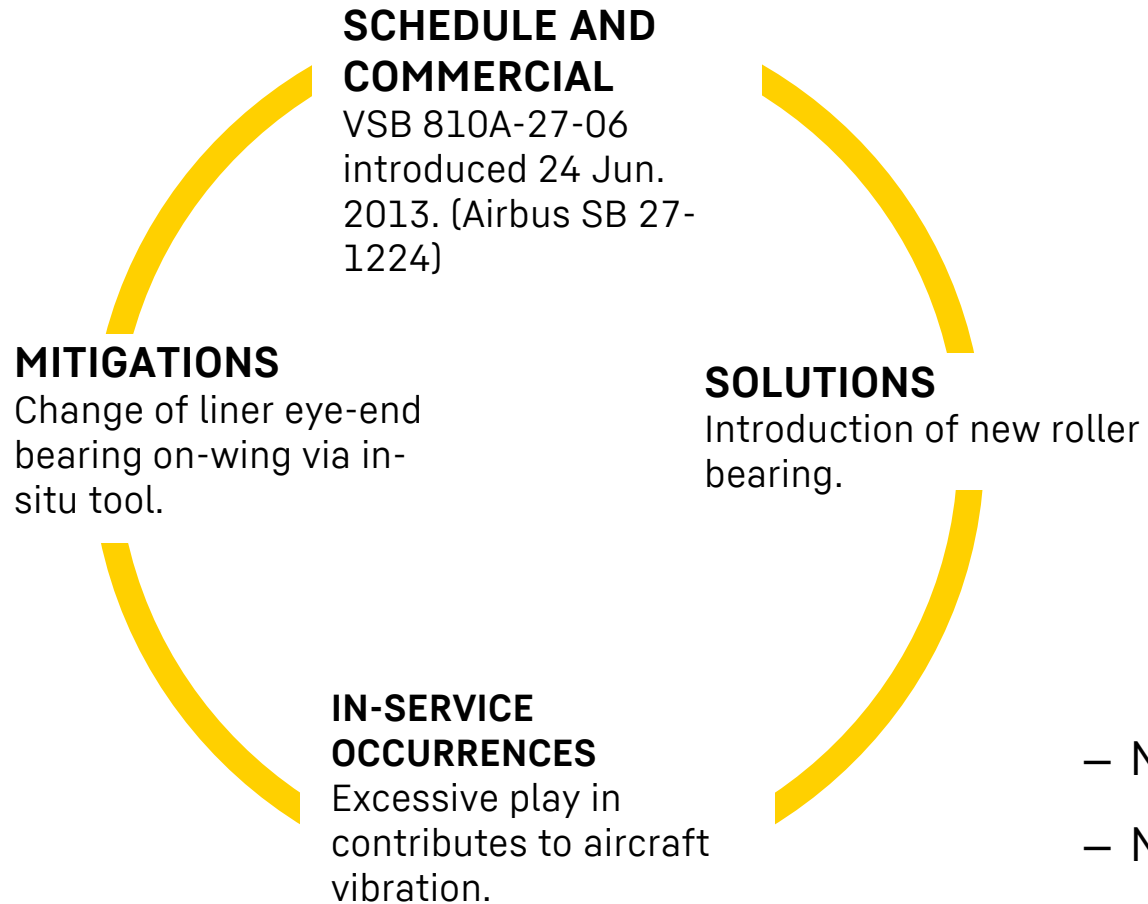 SCHEDULE AND
COMMERCIAL
VSB 810A-27-06
introduced 24 Jun.
2013. (Airbus SB 27-
1224)
MITIGATIONS
Change of liner eye-end
bearing on-wing via in-
situ tool.
SOLUTIONS
Introduction of new roller
bearing.
IN-SERVICE
OCCURRENCES
Excessive play in
contributes to aircraft
vibration.
–
–